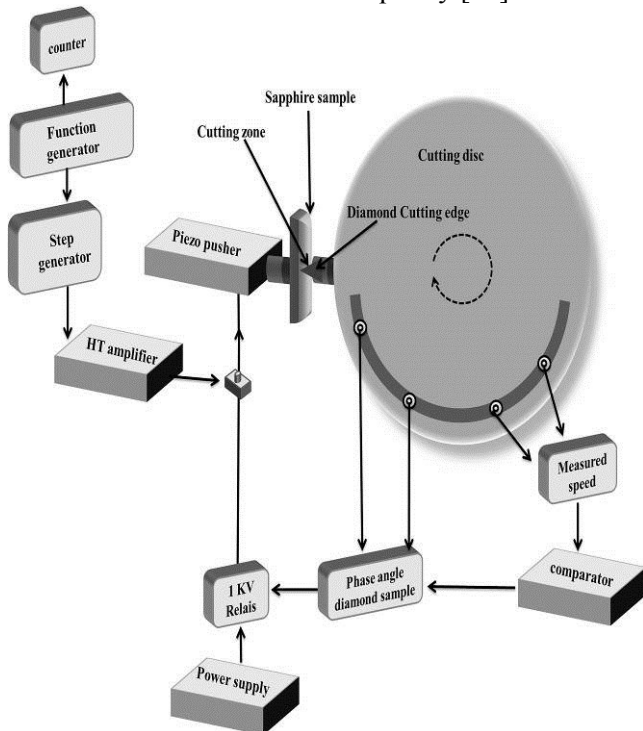 counter
Function
generator
Step
generator
HT amplifier
Sapphire sample
Cutting zone
Cutting disc
Diamond Cutting edge
Piezo pusher
Measured
speed
comparator
Phase angle
diamond sample
1 KV
Relais
Power supply